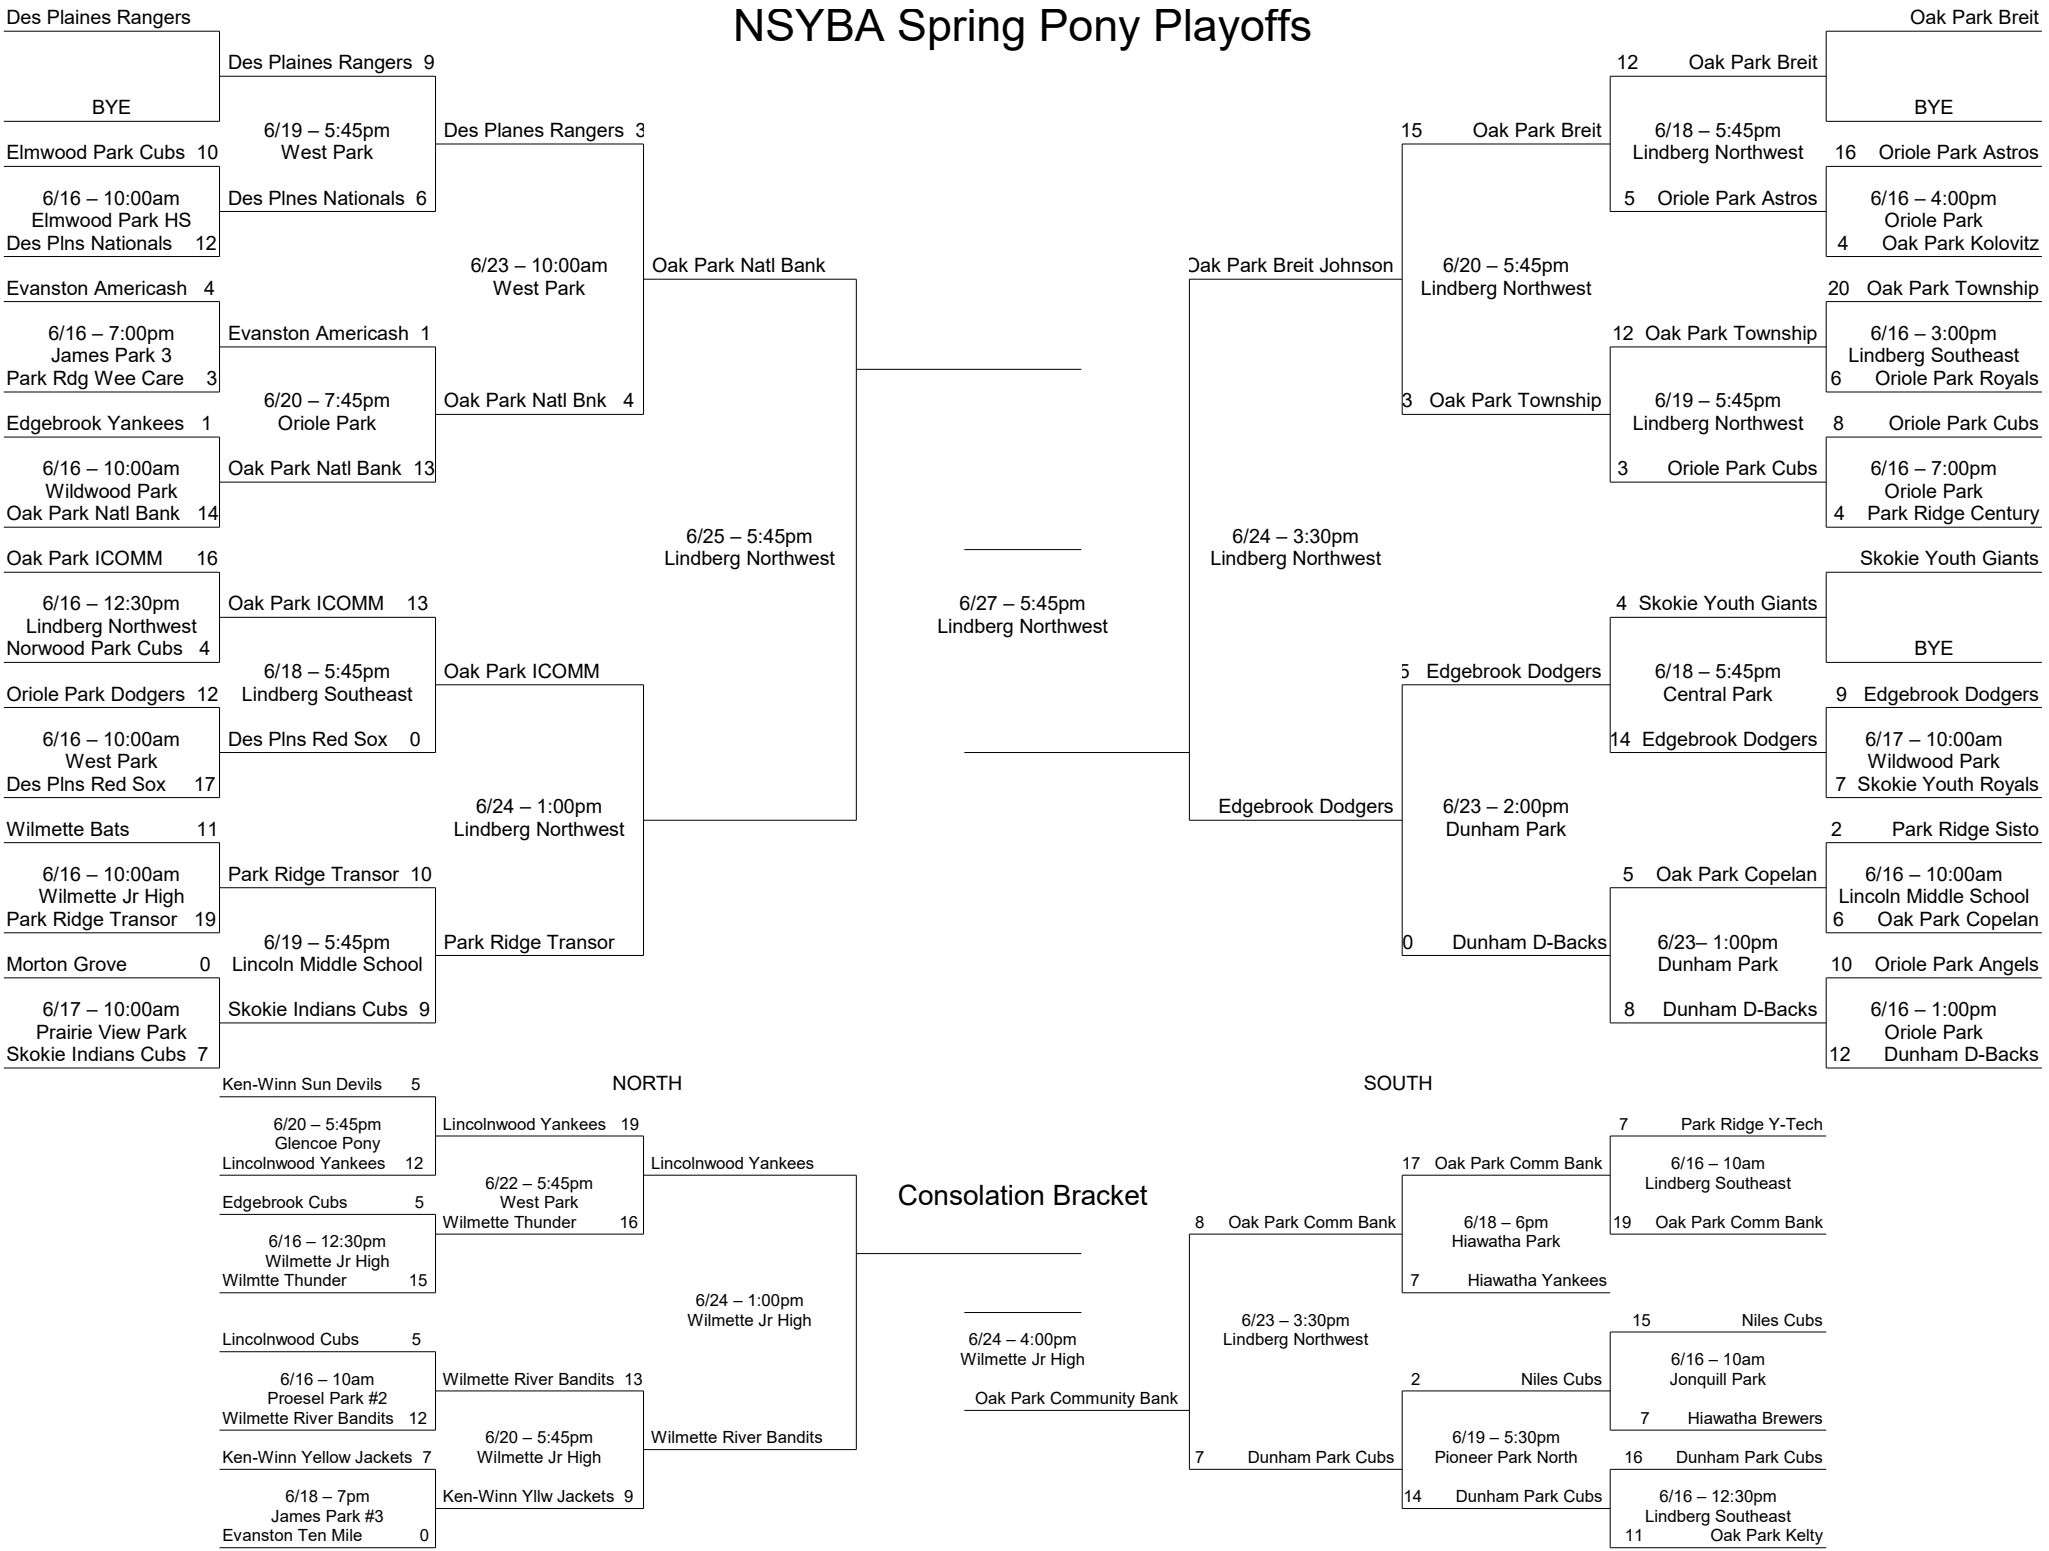 NSYBA Spring Pony Playoffs
Des Plaines Rangers
BYE
Elmwood Park Cubs 10
6/16 – 10:00am
Elmwood Park HS
Des Plns Nationals 12
Evanston Americash 4
6/16 – 7:00pm
James Park 3
Park Rdg Wee Care 3
Edgebrook Yankees 1
6/16 – 10:00am
Wildwood Park
Oak Park Natl Bank 14
Oak Park ICOMM 16
6/16 – 12:30pm
Lindberg Northwest
Norwood Park Cubs 4
Oriole Park Dodgers 12
6/16 – 10:00am
West Park
Des Plns Red Sox 17
Wilmette Bats 11
6/16 – 10:00am
Wilmette Jr High
Park Ridge Transor 19
Morton Grove 0
6/17 – 10:00am
Prairie View Park
Skokie Indians Cubs 7
Des Plaines Rangers 9
6/19 – 5:45pm
West Park
Des Plnes Nationals 6
Evanston Americash 1
6/20 – 7:45pm
Oriole Park
Oak Park Natl Bank 13
Oak Park ICOMM 13
6/18 – 5:45pm
Lindberg Southeast
Des Plns Red Sox 0
Park Ridge Transor 10
6/19 – 5:45pm
Lincoln Middle School
Skokie Indians Cubs 9
Des Planes Rangers 3
6/23 – 10:00am
West Park
Oak Park Natl Bnk 4
Oak Park ICOMM
6/24 – 1:00pm
Lindberg Northwest
Park Ridge Transor
Oak Park Natl Bank
6/25 – 5:45pm
Lindberg Northwest
6/27 – 5:45pm
Lindberg Northwest
Oak Park Breit Johnson
6/24 – 3:30pm
Lindberg Northwest
Edgebrook Dodgers
15 Oak Park Breit
6/20 – 5:45pm
Lindberg Northwest
3 Oak Park Township
5 Edgebrook Dodgers
6/23 – 2:00pm
Dunham Park
0 Dunham D-Backs
12 Oak Park Breit
6/18 – 5:45pm
Lindberg Northwest
5 Oriole Park Astros
12 Oak Park Township
6/19 – 5:45pm
Lindberg Northwest
3 Oriole Park Cubs
4 Skokie Youth Giants
6/18 – 5:45pm
Central Park
14 Edgebrook Dodgers
5 Oak Park Copelan
6/23– 1:00pm
Dunham Park
8 Dunham D-Backs
Oak Park Breit
BYE
16 Oriole Park Astros
6/16 – 4:00pm
Oriole Park
4 Oak Park Kolovitz
20 Oak Park Township
6/16 – 3:00pm
Lindberg Southeast
6 Oriole Park Royals
8 Oriole Park Cubs
6/16 – 7:00pm
Oriole Park
4 Park Ridge Century
Skokie Youth Giants
BYE
9 Edgebrook Dodgers
6/17 – 10:00am
Wildwood Park
7 Skokie Youth Royals
2 Park Ridge Sisto
6/16 – 10:00am
Lincoln Middle School
6 Oak Park Copelan
10 Oriole Park Angels
6/16 – 1:00pm
Oriole Park
12 Dunham D-Backs
NORTH
SOUTH
Consolation Bracket
Ken-Winn Sun Devils 5
6/20 – 5:45pm
Glencoe Pony
Lincolnwood Yankees 12
Edgebrook Cubs 5
6/16 – 12:30pm
Wilmette Jr High
Wilmtte Thunder 15
Lincolnwood Cubs 5
6/16 – 10am
Proesel Park #2
Wilmette River Bandits 12
Ken-Winn Yellow Jackets 7
6/18 – 7pm
James Park #3
Evanston Ten Mile 0
Lincolnwood Yankees 19
6/22 – 5:45pm
West Park
Wilmette Thunder 16
Wilmette River Bandits 13
6/20 – 5:45pm
Wilmette Jr High
Ken-Winn Yllw Jackets 9
Lincolnwood Yankees
6/24 – 1:00pm
Wilmette Jr High
Wilmette River Bandits
6/24 – 4:00pm
Wilmette Jr High
Oak Park Community Bank
8 Oak Park Comm Bank
6/23 – 3:30pm
Lindberg Northwest
7 Dunham Park Cubs
17 Oak Park Comm Bank
6/18 – 6pm
Hiawatha Park
7 Hiawatha Yankees
2 Niles Cubs
6/19 – 5:30pm
Pioneer Park North
14 Dunham Park Cubs
7 Park Ridge Y-Tech
6/16 – 10am
Lindberg Southeast
19 Oak Park Comm Bank
15 Niles Cubs
6/16 – 10am
Jonquill Park
7 Hiawatha Brewers
16 Dunham Park Cubs
6/16 – 12:30pm
Lindberg Southeast
11 Oak Park Kelty